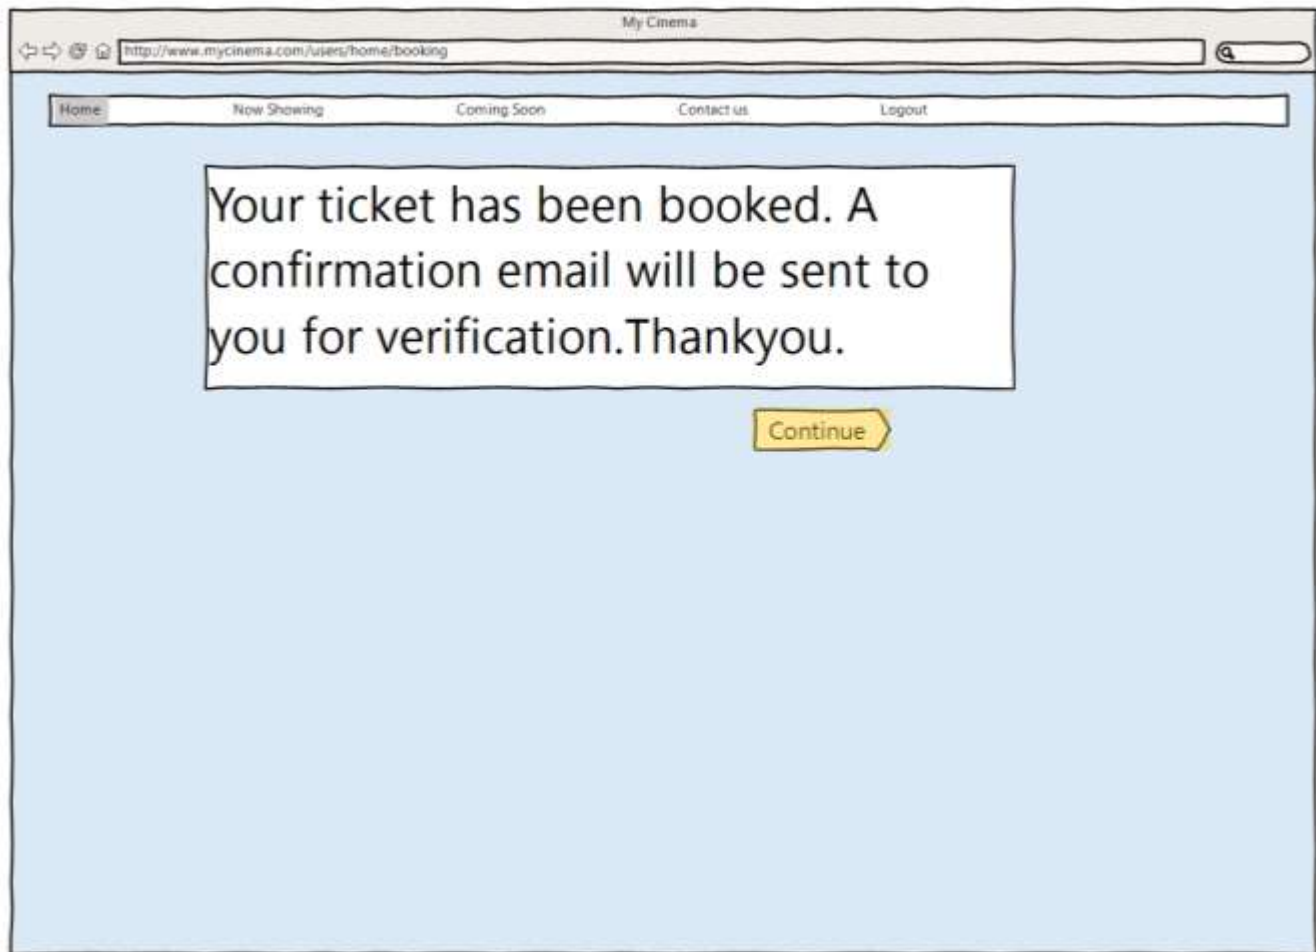 My Cinema
http://www.mycinema.com/users/home/booking
Home Now Showing Coming Soon Contact us Logout
Your ticket has been booked. A
confirmation email will be sent to
you for verification.Thankyou.
Continue